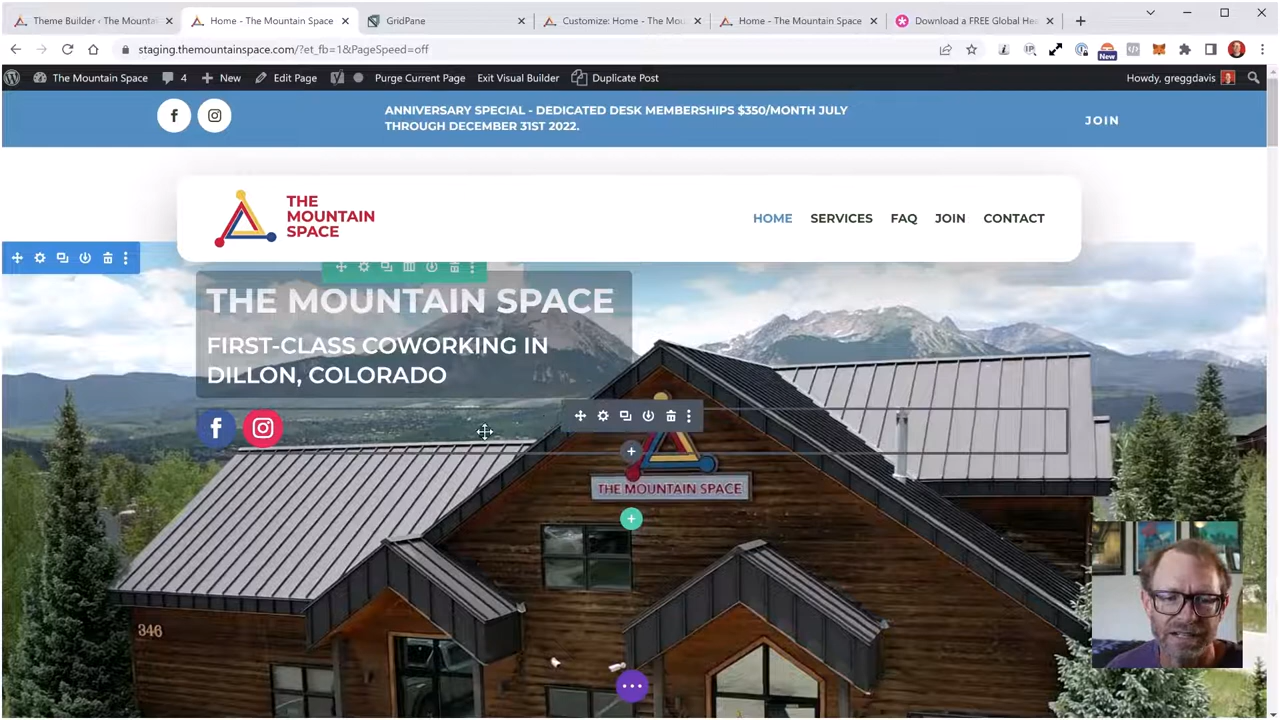 Theme Builder ‹ The Mountai
Home - The Mountain Space
GridPane
Customize: Home - The Mou
Home - The Mountain Space
Download a FREE Global Hea
staging.themountainspace.com/?et_fb=1&PageSpeed=off
New
The Mountain Space
4
New
Edit Page
Purge Current Page
Exit Visual Builder
Duplicate Post
Howdy, greggdavis
ANNIVERSARY SPECIAL - DEDICATED DESK MEMBERSHIPS $350/MONTH JULY
THROUGH DECEMBER 31ST 2022.
JOIN
THE
MOUNTAIN
SPACE
HOME
SERVICES
FAQ
JOIN
CONTACT
THE MOUNTAIN SPACE
FIRST-CLASS COWORKING IN
DILLON, COLORADO
THE MOUNTAIN SPACE
346